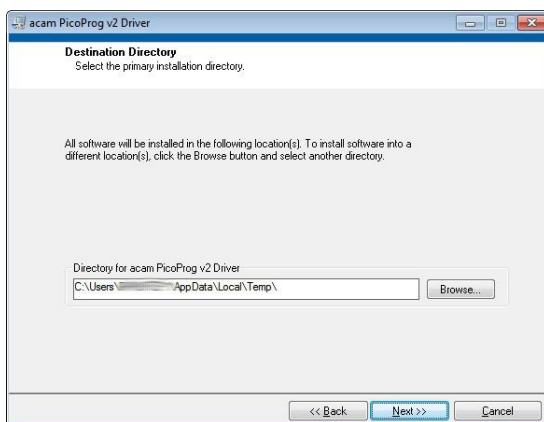 acam PicoProg v2 Driver
Destination Directory
Select the primary installation directory.
All software will be installed in the following location(s). To install software into a
different location(s), click the Browse button and select another directory.
Directory for acam PicoProg v2 Driver
C:\Users\ AppData\Local\Temp\
Browse...
<< Back Next >> Cancel